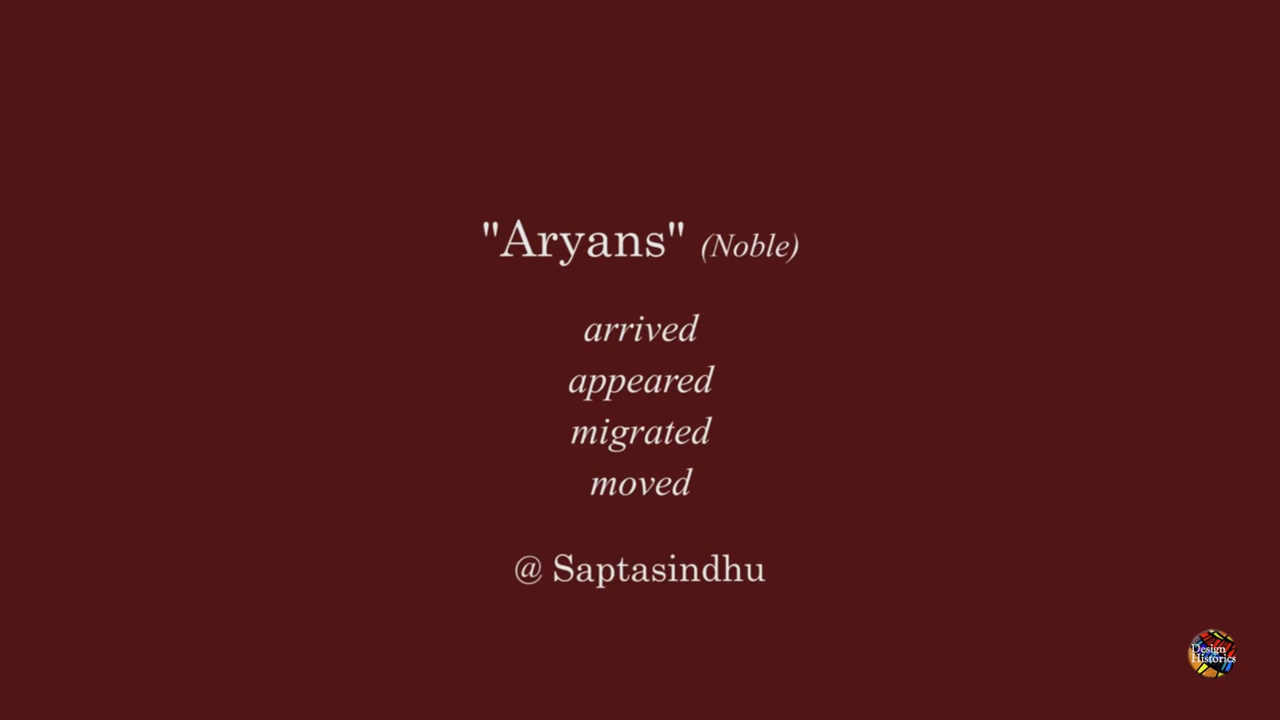 "Aryans" (Noble)
arrived
appeared
migrated
moved
@ Saptasindhu
Design
Historics